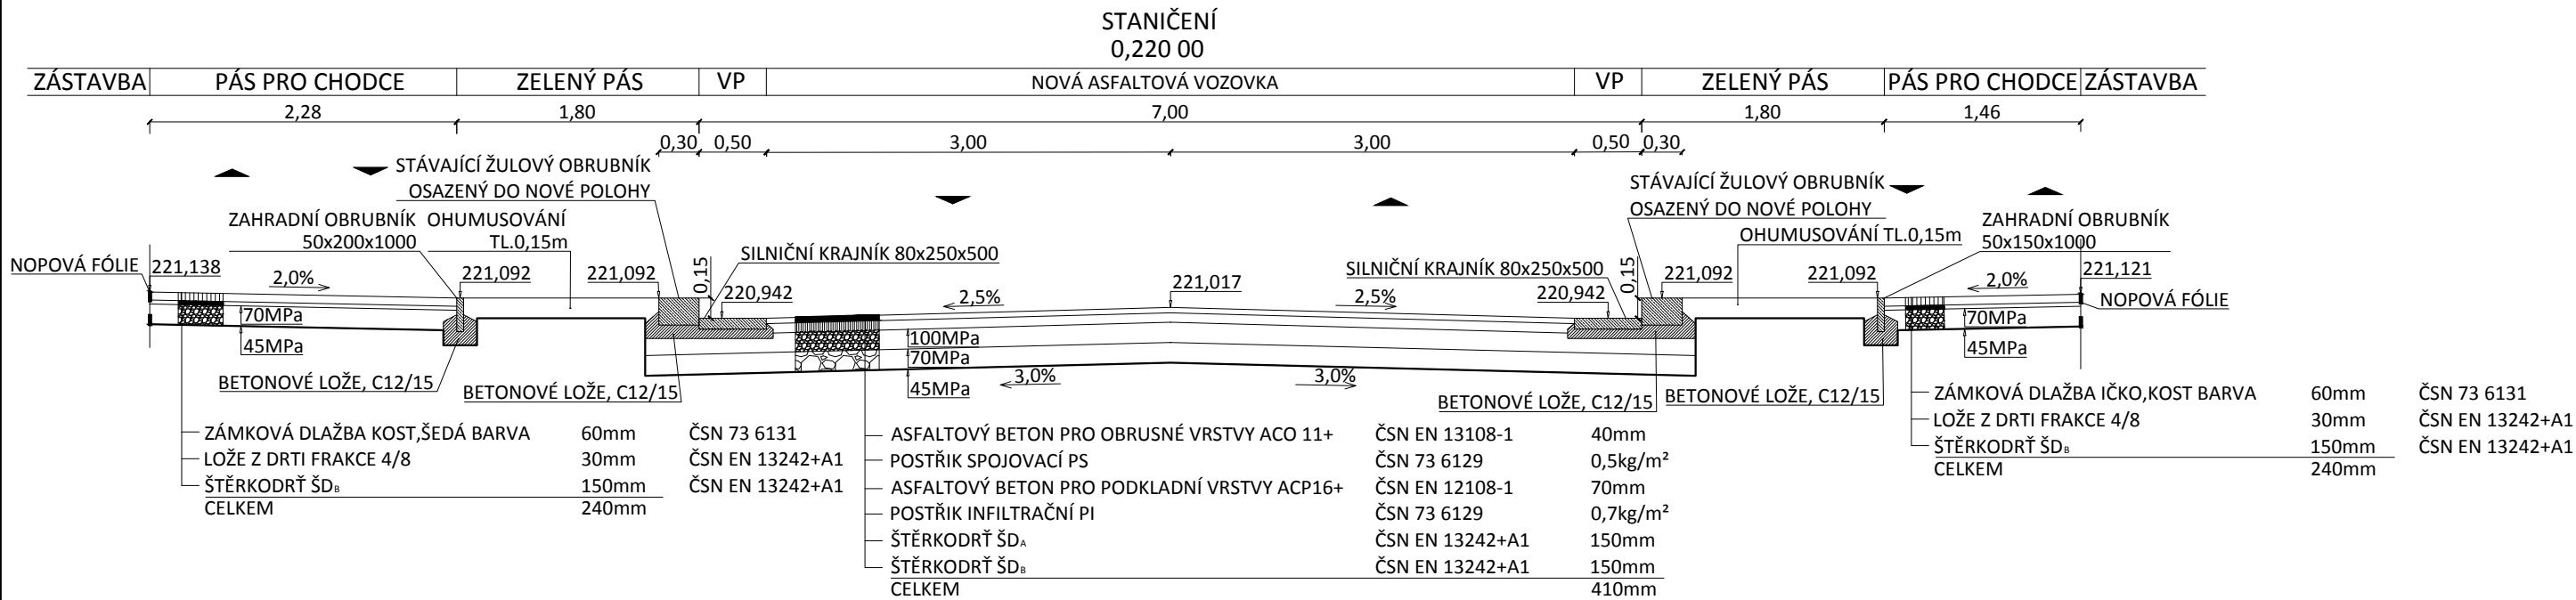 STANIČENÍ
0,220 00
ZÁSTAVBA PÁS PRO CHODCE ZELENÝ PÁS VP NOVÁ ASFALTOVÁ VOZOVKA VP ZELENÝ PÁS PÁS PRO CHODCE ZÁSTAVBA
2,28 1,80 7,00 1,80 1,46
0,30 0,50 3,00 3,00 0,50 0,30
STÁVAJÍCÍ ŽULOVÝ OBRUBNÍK
OSAZENÝ DO NOVÉ POLOHY
ZAHRADNÍ OBRUBNÍK
50x200x1000
OHUMUSOVÁNÍ
TL.0,15m
NOPOVÁ FÓLIE
221,138
2,0%
221,092
221,092
0,15
SILNIČNÍ KRAJNÍK 80x250x500
220,942
2,5%
221,017
2,5%
SILNIČNÍ KRAJNÍK 80x250x500
220,942
0,15
STÁVAJÍCÍ ŽULOVÝ OBRUBNÍK
OSAZENÝ DO NOVÉ POLOHY
OHUMUSOVÁNÍ TL.0,15m
ZAHRADNÍ OBRUBNÍK
50x150x1000
221,092
221,092
2,0%
221,121
NOPOVÁ FÓLIE
70MPa
45MPa
100MPa
70MPa
45MPa
3,0%
3,0%
70MPa
45MPa
BETONOVÉ LOŽE, C12/15
BETONOVÉ LOŽE, C12/15
BETONOVÉ LOŽE, C12/15
BETONOVÉ LOŽE, C12/15
ZÁMKOVÁ DLAŽBA KOST,ŠEDÁ BARVA 60mm ČSN 73 6131
LOŽE Z DRTI FRAKCE 4/8 30mm ČSN EN 13242+A1
ŠTĚRKODRŤ ŠDB 150mm ČSN EN 13242+A1
CELKEM 240mm
ASFALTOVÝ BETON PRO OBRUSNÉ VRSTVY ACO 11+ ČSN EN 13108-1 40mm
POSTŘIK SPOJOVACÍ PS ČSN 73 6129 0,5kg/m²
ASFALTOVÝ BETON PRO PODKLADNÍ VRSTVY ACP16+ ČSN EN 12108-1 70mm
POSTŘIK INFILTRAČNÍ PI ČSN 73 6129 0,7kg/m²
ŠTĚRKODRŤ ŠDA ČSN EN 13242+A1 150mm
ŠTĚRKODRŤ ŠDB ČSN EN 13242+A1 150mm
CELKEM 410mm
ZÁMKOVÁ DLAŽBA IČKO,KOST BARVA 60mm ČSN 73 6131
LOŽE Z DRTI FRAKCE 4/8 30mm ČSN EN 13242+A1
ŠTĚRKODRŤ ŠDB 150mm ČSN EN 13242+A1
CELKEM 240mm